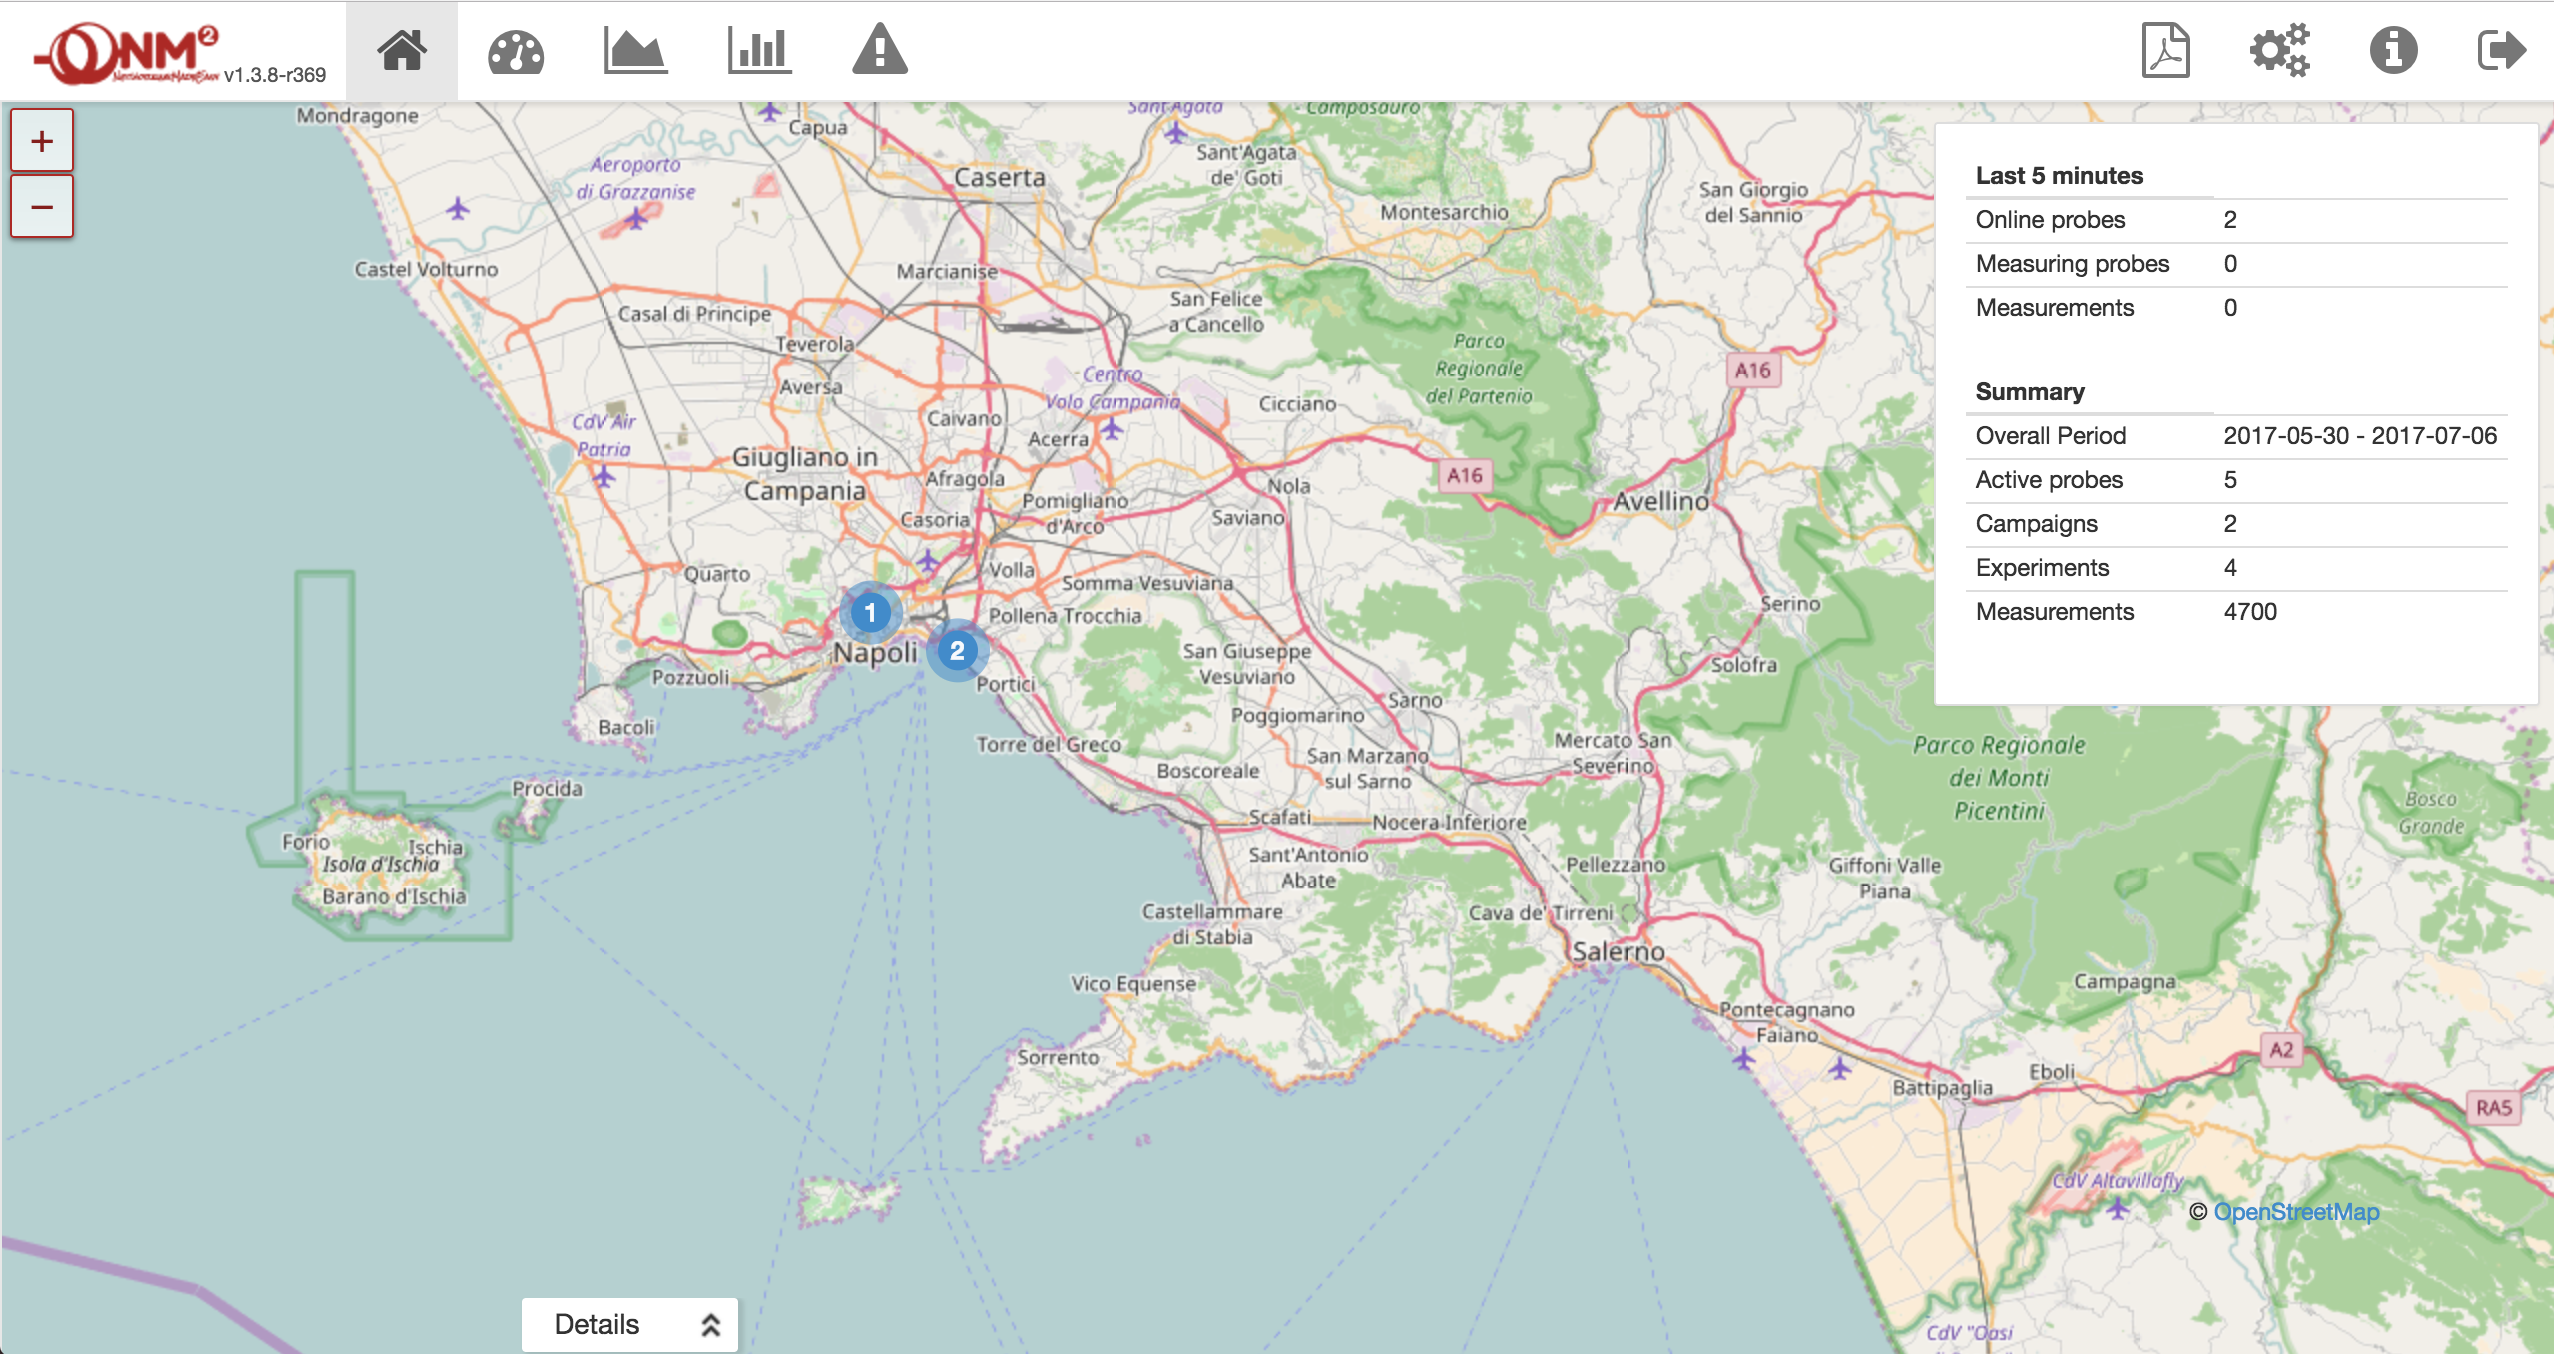 ONM2
NETWORKING MADE EASY v1.3.8-r369
+
−
Last 5 minutes
Online probes 2
Measuring probes 0
Measurements 0
Summary
Overall Period 2017-05-30 - 2017-07-06
Active probes 5
Campaigns 2
Experiments 4
Measurements 4700
Mondragone
Capua
Sant'Agata
Camposauro
Aeroporto
di Grazzanise
Caserta
Sant'Agata
de' Goti
Montesarchio
San Giorgio
del Sannio
Castel Volturno
Marcianise
Casal di Principe
San Felice
a Cancello
Teverola
Parco
Regionale
del Partenio
A16
Aversa
Centro
Volo Campania
Cicciano
CdV Air
Patria
Caivano
Acerra
Giugliano in
Campania
Afragola
Pomigliano
d'Arco
Nola
A16
Avellino
Casoria
Saviano
Quarto
Volla
Somma Vesuviana
1
Pollena Trocchia
Serino
Napoli
2
San Giuseppe
Vesuviano
Solofra
Pozzuoli
Portici
Sarno
Bacoli
Poggiomarino
Torre del Greco
San Marzano
sul Sarno
Mercato San
Severino
Parco Regionale
dei Monti
Picentini
Boscoreale
Procida
Bosco
Grande
Scafati
Nocera Inferiore
Forio
Ischia
Isola d'Ischia
Barano d'Ischia
Sant'Antonio
Abate
Pellezzano
Giffoni Valle
Piana
Castellammare
di Stabia
Cava de' Tirreni
Salerno
Vico Equense
Campagna
Pontecagnano
Faiano
Sorrento
A2
Battipaglia
Eboli
RA5
CdV Altavillafly
© OpenStreetMap
Details
CdV "Oasi